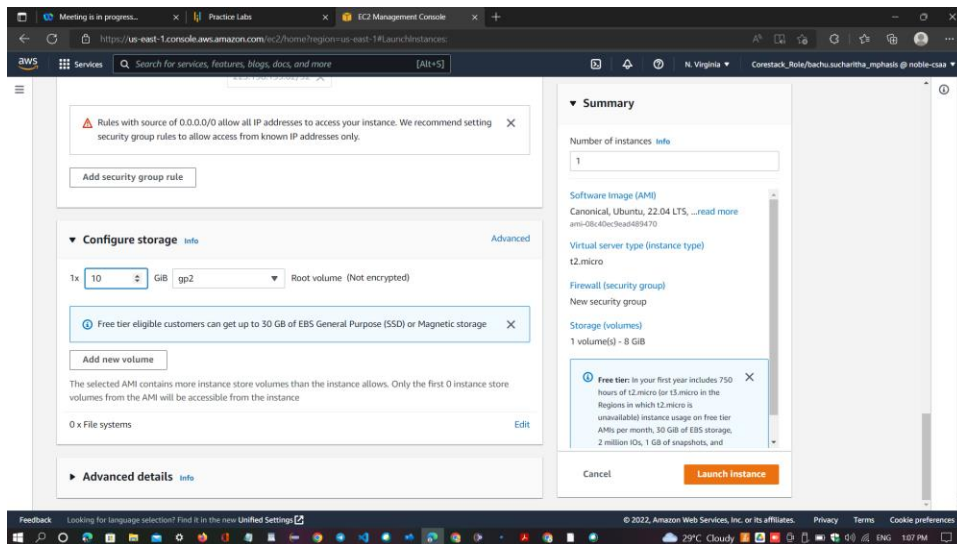 Meeting is in progress...
Practice Labs
EC2 Management Console
https://us-east-1.console.aws.amazon.com/ec2/home?region=us-east-1#LaunchInstances:
aws
Services
Search for services, features, blogs, docs, and more
[Alt+S]
N. Virginia
Corestack_Role/bachu.sucharitha_mphasis @ noble-csaa
Rules with source of 0.0.0.0/0 allow all IP addresses to access your instance. We recommend setting
security group rules to allow access from known IP addresses only.
Add security group rule
Configure storage Info
Advanced
1x 10 GiB gp2 Root volume (Not encrypted)
Free tier eligible customers can get up to 30 GB of EBS General Purpose (SSD) or Magnetic storage
Add new volume
The selected AMI contains more instance store volumes than the instance allows. Only the first 0 instance store
volumes from the AMI will be accessible from the instance
0 x File systems
Edit
Advanced details Info
Summary
Number of instances Info
1
Software Image (AMI)
Canonical, Ubuntu, 22.04 LTS, ...read more
ami-08c40ec9ead489470
Virtual server type (instance type)
t2.micro
Firewall (security group)
New security group
Storage (volumes)
1 volume(s) - 8 GiB
Free tier: In your first year includes 750
hours of t2.micro (or t3.micro in the
Regions in which t2.micro is
unavailable) instance usage on free tier
AMIs per month, 30 GiB of EBS storage,
2 million IOs, 1 GB of snapshots, and
Cancel
Launch instance
Feedback
Looking for language selection? Find it in the new Unified Settings
© 2022, Amazon Web Services, Inc. or its affiliates.
Privacy
Terms
Cookie preferences
29°C Cloudy
ENG
1:07 PM